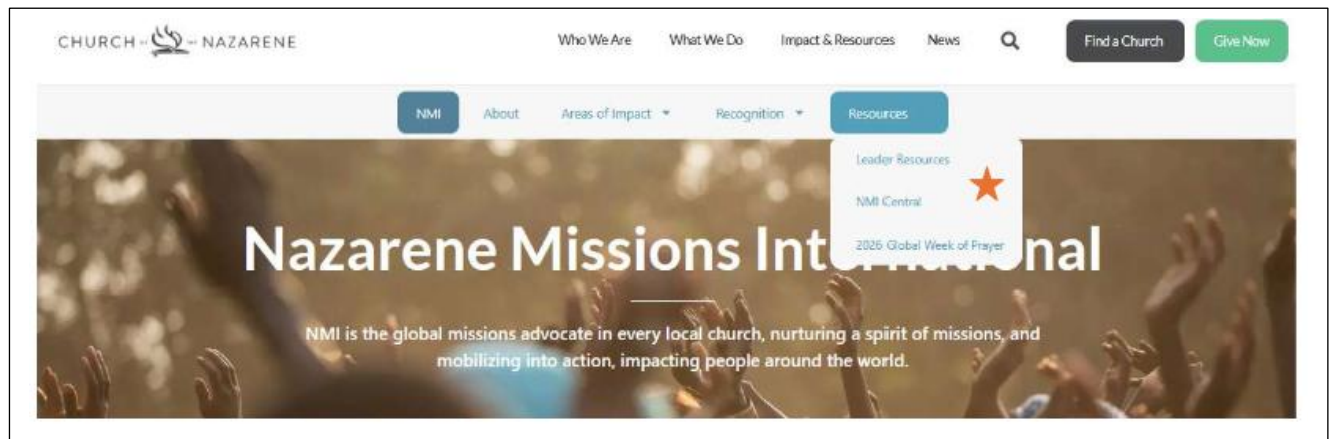 CHURCH OF THE NAZARENE
Who We Are
What We Do
Impact & Resources
News
Find a Church
Give Now
NMI
About
Areas of Impact
Recognition
Resources
Leader Resources
NMI Central
2026 Global Week of Prayer
Nazarene Missions Int nal
NMI is the global missions advocate in every local church, nurturing a spirit of missions, and
mobilizing into action, impacting people around the world.